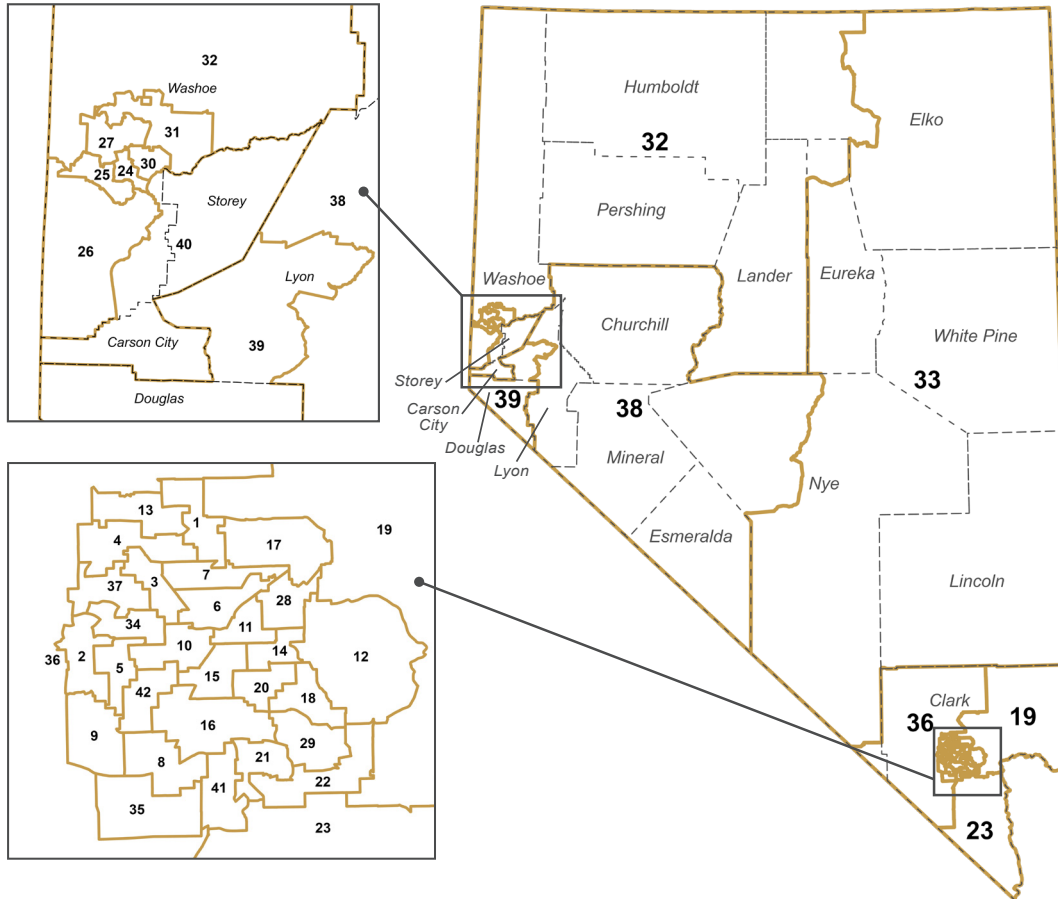 32
Washoe
31
27
30
25
24
Storey
38
40
26
Lyon
Carson City
39
Douglas
Humboldt
Elko
32
Pershing
Washoe
Lander
Eureka
Churchill
White Pine
Storey
33
39
Carson
City
38
Douglas
Mineral
Lyon
Nye
Esmeralda
Lincoln
Clark
36
19
23
13
1
19
4
17
7
3
37
6
28
34
11
10
14
36
2
12
5
15
20
42
18
16
9
29
21
8
22
41
35
23